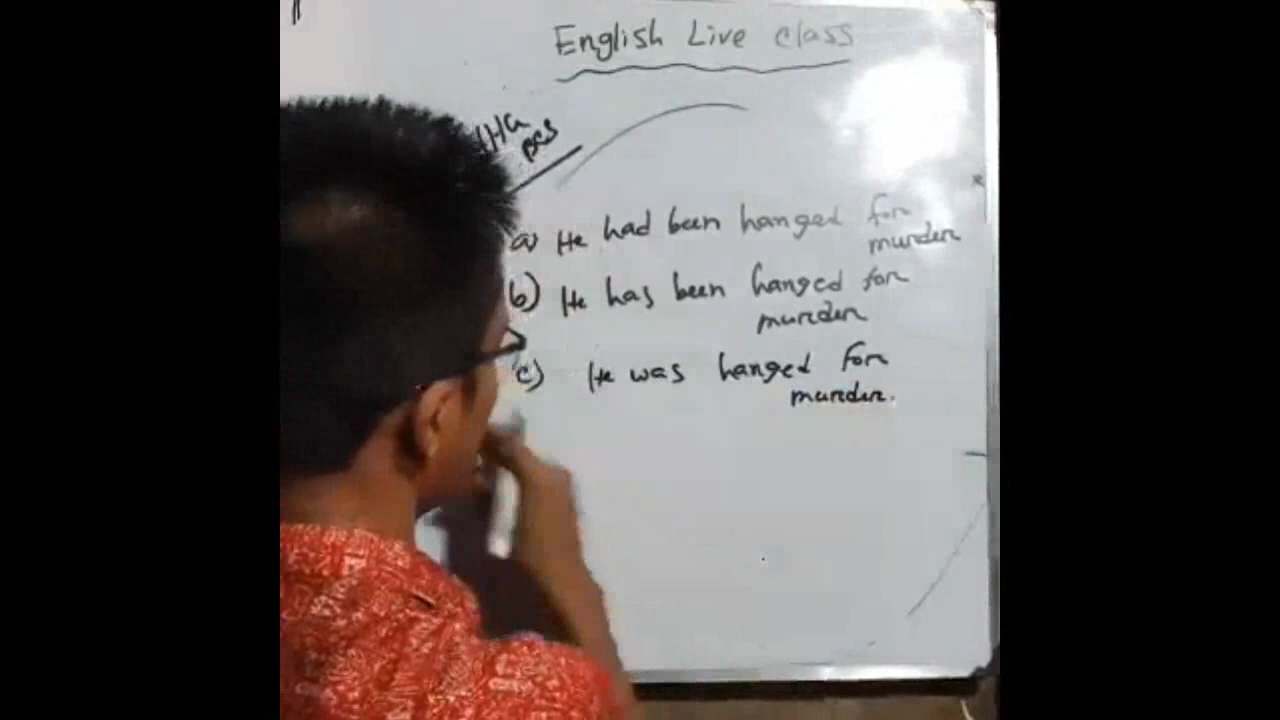 English Live class
BCS
a) He had been hanged for
murder
b) He has been hanged for
murder
c) He was hanged for
murder.